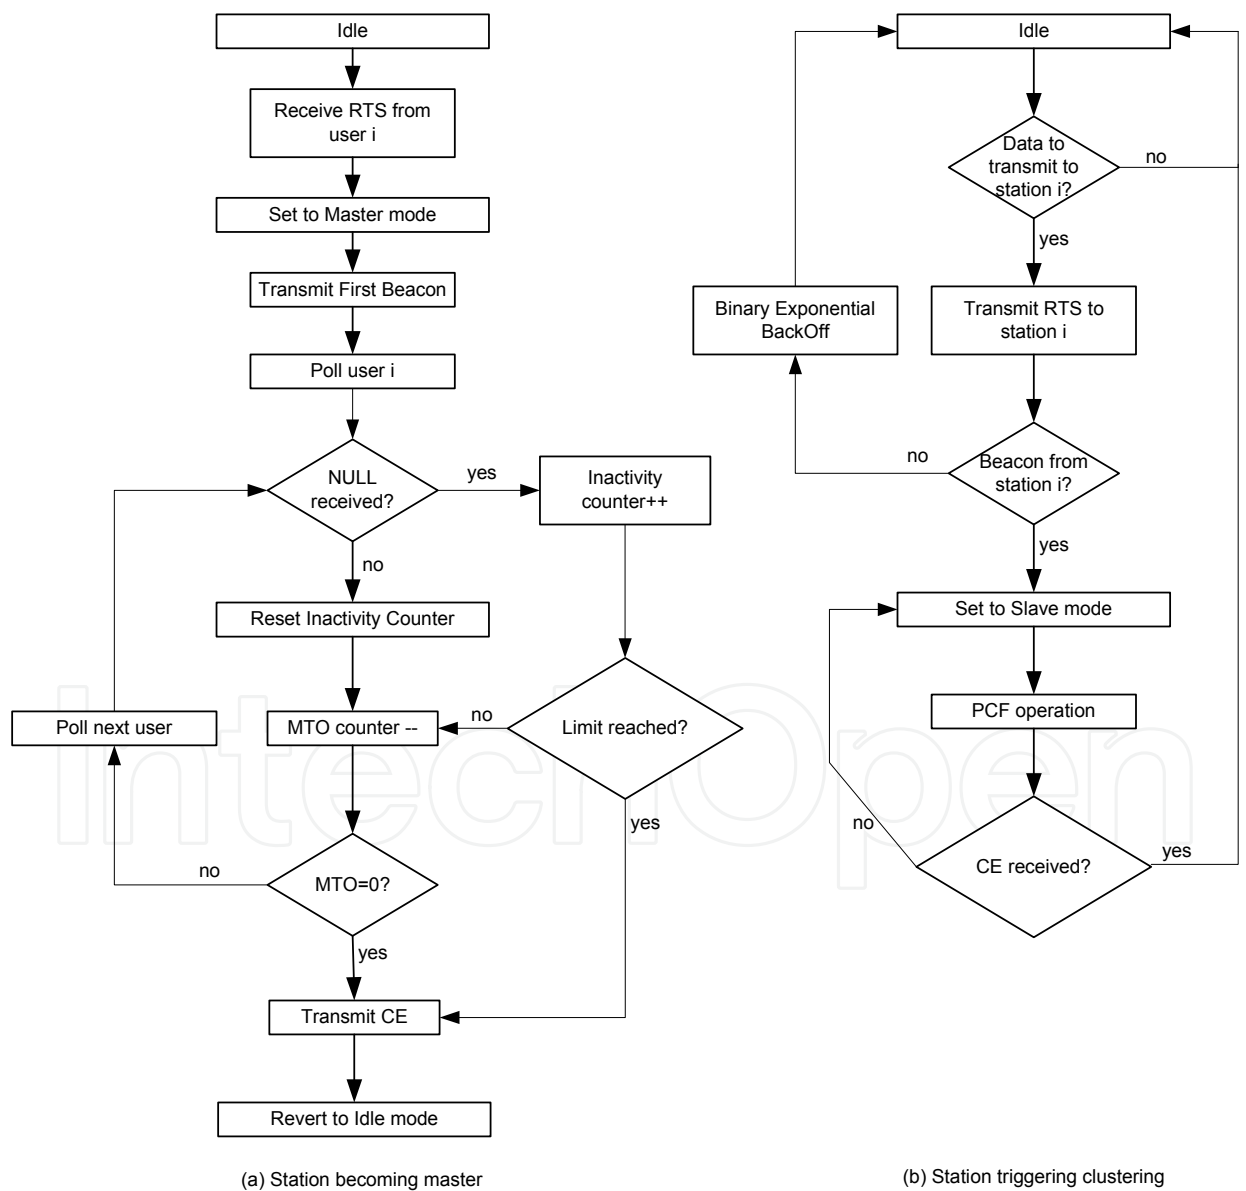 Idle
Receive RTS from
user i
Set to Master mode
Transmit First Beacon
Poll user i
NULL
received?
yes
Inactivity
counter++
no
Reset Inactivity Counter
Poll next user
MTO counter --
no
Limit reached?
yes
no
MTO=0?
yes
Transmit CE
Revert to Idle mode
(a) Station becoming master
Idle
Data to
transmit to
station i?
no
yes
Binary Exponential
BackOff
Transmit RTS to
station i
no
Beacon from
station i?
yes
Set to Slave mode
PCF operation
no
CE received?
yes
(b) Station triggering clustering
IntechOpen